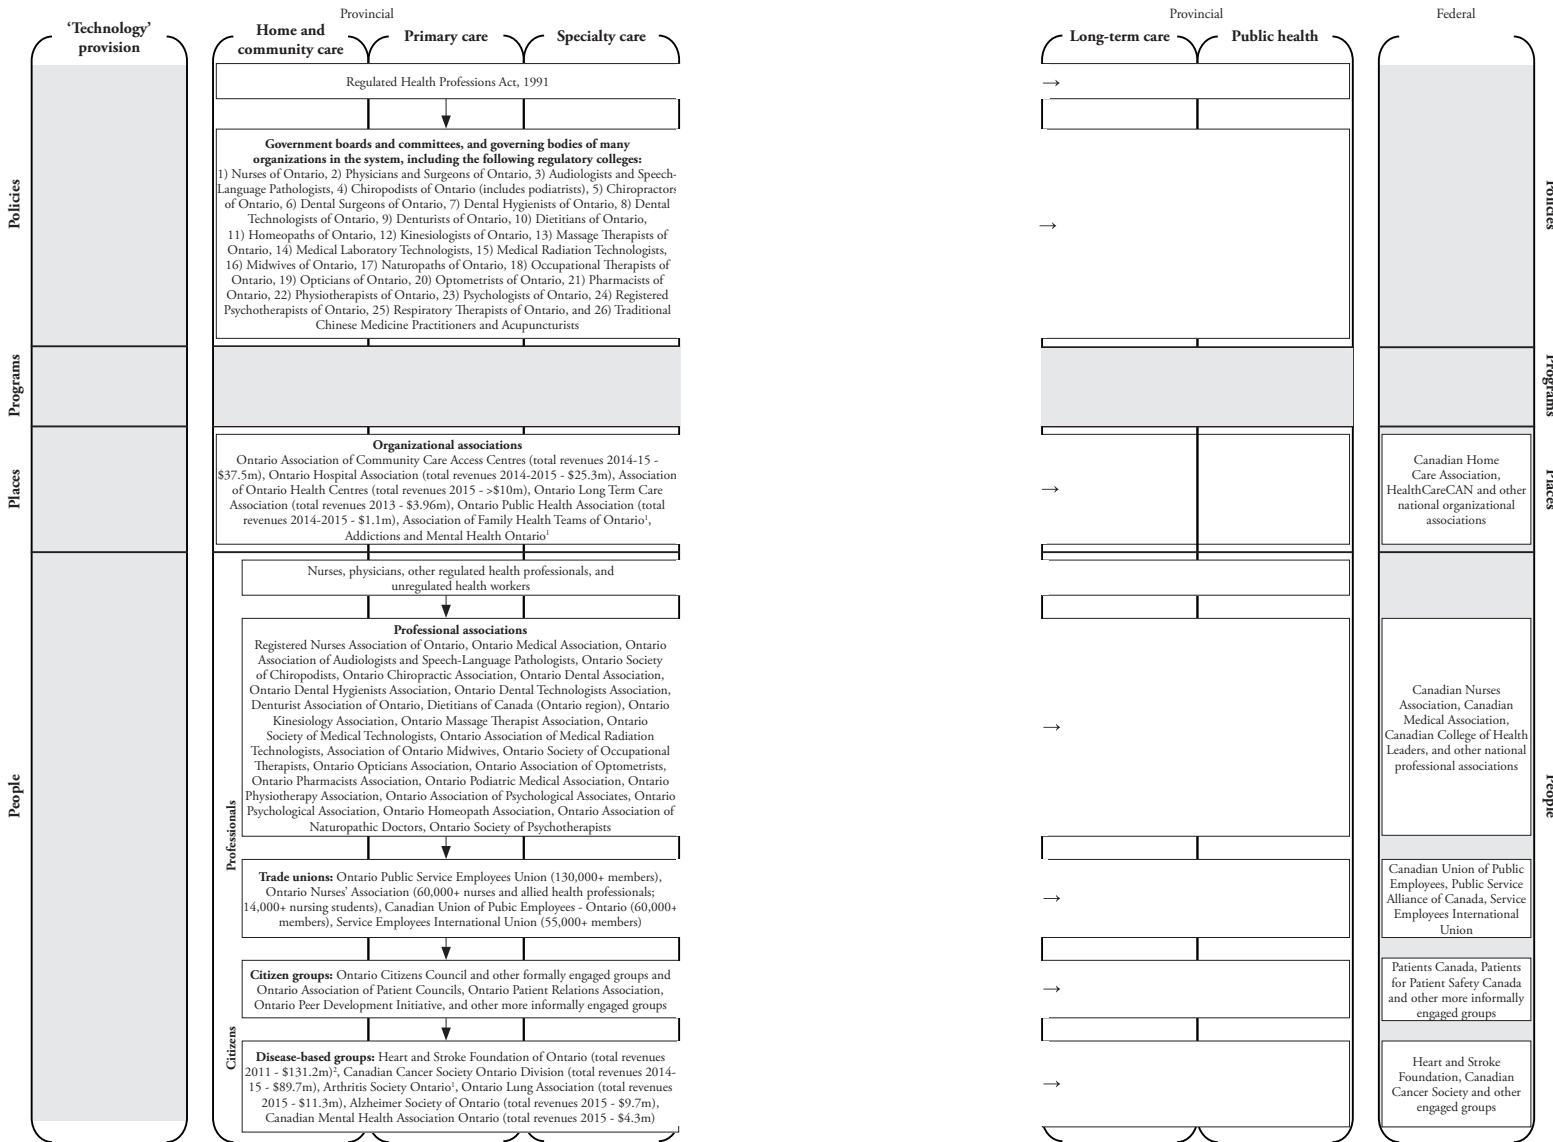 Provincial
Provincial
Federal
‘Technology’
provision
Home and
community care
Primary care
Specialty care
Long-term care
Public health
Policies
Regulated Health Professions Act, 1991
→
Government boards and committees, and governing bodies of many
organizations in the system, including the following regulatory colleges:
1) Nurses of Ontario, 2) Physicians and Surgeons of Ontario, 3) Audiologists and Speech-
Language Pathologists, 4) Chiropodists of Ontario (includes podiatrists), 5) Chiropractors
of Ontario, 6) Dental Surgeons of Ontario, 7) Dental Hygienists of Ontario, 8) Dental
Technologists of Ontario, 9) Denturists of Ontario, 10) Dietitians of Ontario,
11) Homeopaths of Ontario, 12) Kinesiologists of Ontario, 13) Massage Therapists of
Ontario, 14) Medical Laboratory Technologists, 15) Medical Radiation Technologists,
16) Midwives of Ontario, 17) Naturopaths of Ontario, 18) Occupational Therapists of
Ontario, 19) Opticians of Ontario, 20) Optometrists of Ontario, 21) Pharmacists of
Ontario, 22) Physiotherapists of Ontario, 23) Psychologists of Ontario, 24) Registered
Psychotherapists of Ontario, 25) Respiratory Therapists of Ontario, and 26) Traditional
Chinese Medicine Practitioners and Acupuncturists
→
Policies
Programs
Programs
Places
Organizational associations
Ontario Association of Community Care Access Centres (total revenues 2014-15 -
$37.5m), Ontario Hospital Association (total revenues 2014-2015 - $25.3m), Association
of Ontario Health Centres (total revenues 2015 - >$10m), Ontario Long Term Care
Association (total revenues 2013 - $3.96m), Ontario Public Health Association (total
revenues 2014-2015 - $1.1m), Association of Family Health Teams of Ontario¹,
Addictions and Mental Health Ontario¹
→
Canadian Home
Care Association,
HealthCareCAN and other
national organizational
associations
Places
People
Professionals
Nurses, physicians, other regulated health professionals, and
unregulated health workers
Professional associations
Registered Nurses Association of Ontario, Ontario Medical Association, Ontario
Association of Audiologists and Speech-Language Pathologists, Ontario Society
of Chiropodists, Ontario Chiropractic Association, Ontario Dental Association,
Ontario Dental Hygienists Association, Ontario Dental Technologists Association,
Denturist Association of Ontario, Dietitians of Canada (Ontario region), Ontario
Kinesiology Association, Ontario Massage Therapist Association, Ontario
Society of Medical Technologists, Ontario Association of Medical Radiation
Technologists, Association of Ontario Midwives, Ontario Society of Occupational
Therapists, Ontario Opticians Association, Ontario Association of Optometrists,
Ontario Pharmacists Association, Ontario Podiatric Medical Association, Ontario
Physiotherapy Association, Ontario Association of Psychological Associates, Ontario
Psychological Association, Ontario Homeopath Association, Ontario Association of
Naturopathic Doctors, Ontario Society of Psychotherapists
→
Canadian Nurses
Association, Canadian
Medical Association,
Canadian College of Health
Leaders, and other national
professional associations
People
Trade unions: Ontario Public Service Employees Union (130,000+ members),
Ontario Nurses’ Association (60,000+ nurses and allied health professionals;
14,000+ nursing students), Canadian Union of Pubic Employees - Ontario (60,000+
members), Service Employees International Union (55,000+ members)
→
Canadian Union of Public
Employees, Public Service
Alliance of Canada, Service
Employees International
Union
Citizens
Citizen groups: Ontario Citizens Council and other formally engaged groups and
Ontario Association of Patient Councils, Ontario Patient Relations Association,
Ontario Peer Development Initiative, and other more informally engaged groups
→
Patients Canada, Patients
for Patient Safety Canada
and other more informally
engaged groups
Disease-based groups: Heart and Stroke Foundation of Ontario (total revenues
2011 - $131.2m)², Canadian Cancer Society Ontario Division (total revenues 2014-
15 - $89.7m), Arthritis Society Ontario¹, Ontario Lung Association (total revenues
2015 - $11.3m), Alzheimer Society of Ontario (total revenues 2015 - $9.7m),
Canadian Mental Health Association Ontario (total revenues 2015 - $4.3m)
→
Heart and Stroke
Foundation, Canadian
Cancer Society and other
engaged groups